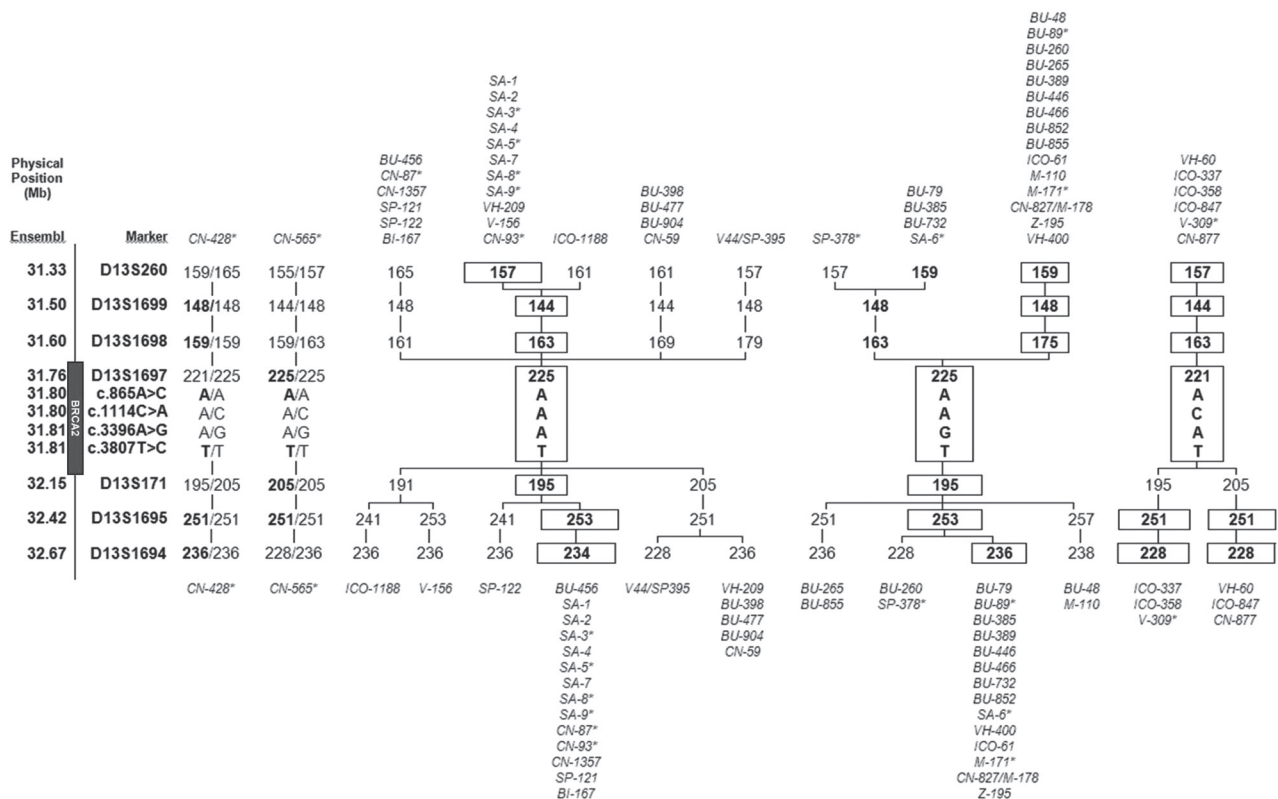 BU-48
BU-89*
BU-260
BU-265
SA-1 BU-389
SA-2 BU-446
SA-3* BU-466
SA-4 BU-852
SA-5* BU-855
Physical BU-456 SA-7 ICO-61 VH-60
Position CN-87* SA-8* M-110 ICO-337
(Mb) CN-1357 SA-9* BU-398 BU-79 M-171* ICO-358
SP-121 VH-209 BU-477 BU-385 CN-827/M-178 ICO-847
SP-122 V-156 BU-904 BU-732 Z-195 V-309*
Ensembl Marker CN-428* CN-565* BI-167 CN-93* ICO-1188 CN-59 V44/SP-395 SP-378* SA-6* VH-400 CN-877
31.33 D13S260 159/165 155/157 165 157 161 161 157 157 159 159 157
31.50 D13S1699 148/148 144/148 148 144 144 148 148 148 144
31.60 D13S1698 159/159 159/163 161 163 169 179 163 175 163
31.76 D13S1697 221/225 225/225 225 225 221
31.80 c.865A>C A/A A/A A A A
31.80 c.1114C>A A/C A/C A A C
31.81 c.3396A>G A/G A/G A G A
31.81 c.3807T>C T/T T/T T T T
BRCA2
32.15 D13S171 195/205 205/205 191 195 205 195 195 205
32.42 D13S1695 251/251 251/251 241 253 241 253 251 251 253 257 251 251
32.67 D13S1694 236/236 228/236 236 236 236 234 228 236 236 228 236 238 228 228
CN-428* CN-565* ICO-1188 V-156 SP-122 BU-456 V44/SP395 VH-209 BU-265 BU-260 BU-79 BU-48 ICO-337 VH-60
SA-1 BU-398 BU-855 SP-378* BU-89* M-110 ICO-358 ICO-847
SA-2 BU-477 BU-385 V-309* CN-877
SA-3* BU-904 BU-389
SA-4 CN-59 BU-446
SA-5* BU-466
SA-7 BU-732
SA-8* BU-852
SA-9* SA-6*
CN-87* VH-400
CN-93* ICO-61
CN-1357 M-171*
SP-121 CN-827/M-178
BI-167 Z-195